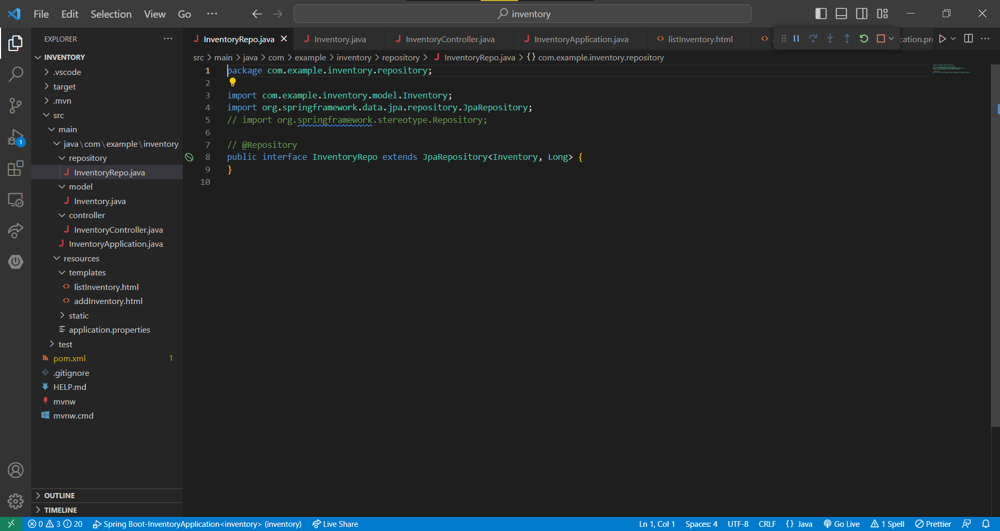 File Edit Selection View Go ··· inventory
EXPLORER ···
INVENTORY
.vscode
target
.mvn
src
main
java\com\example\inventory
repository
InventoryRepo.java
model
Inventory.java
controller
InventoryController.java
InventoryApplication.java
resources
templates
listInventory.html
addInventory.html
static
application.properties
test
pom.xml 1
.gitignore
HELP.md
mvnw
mvnw.cmd
OUTLINE
TIMELINE
1
InventoryRepo.java Inventory.java InventoryController.java InventoryApplication.java listInventory.html cation.pr
src > main > java > com > example > inventory > repository > InventoryRepo.java > {} com.example.inventory.repository
1 package com.example.inventory.repository;
2
3 import com.example.inventory.model.Inventory;
4 import org.springframework.data.jpa.repository.JpaRepository;
5 // import org.springframework.stereotype.Repository;
6
7 // @Repository
8 public interface InventoryRepo extends JpaRepository<Inventory, Long> {
9 }
10
0 3 20 Spring Boot-InventoryApplication<inventory> (inventory) Live Share Ln 1, Col 1 Spaces: 4 UTF-8 CRLF {} Java Go Live 1 Spell Prettier